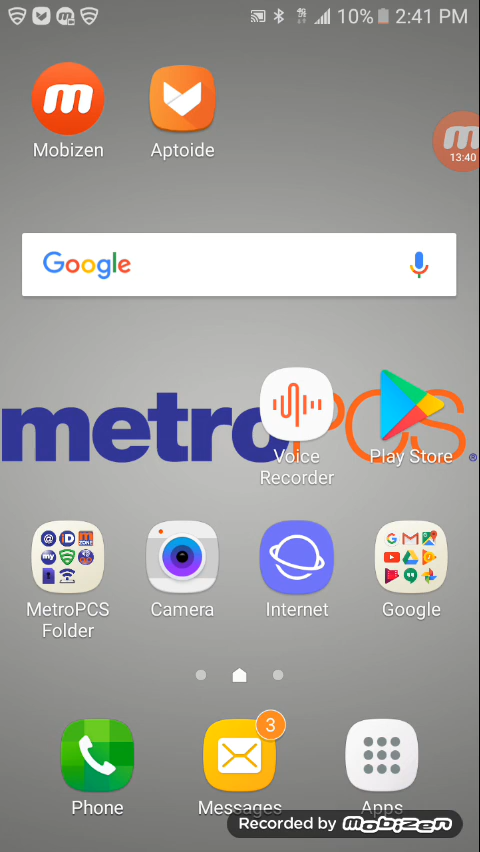 10% 2:41 PM
Mobizen
Aptoide
13:40
Google
metroPCS
Voice
Recorder
Play Store
MetroPCS
Folder
Camera
Internet
Google
3
Phone
Messages
Apps
Recorded by MOBIZEN